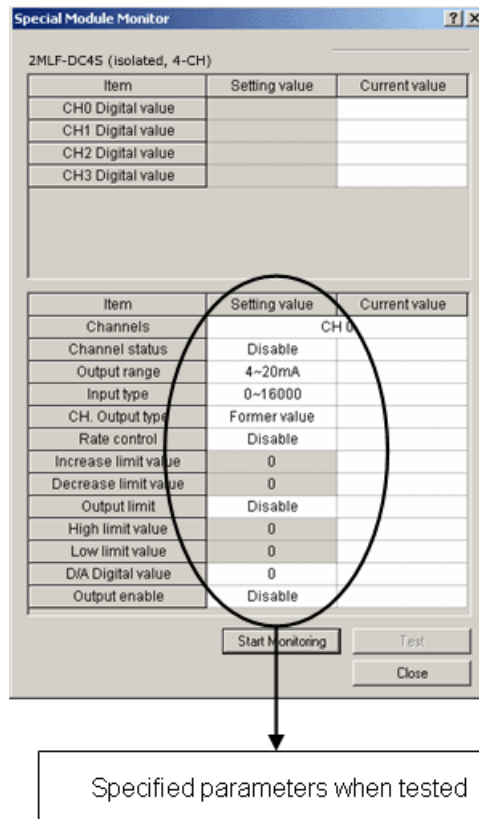 Special Module Monitor
2MLF-DC4S (isolated, 4-CH)
Item Setting value Current value
CH0 Digital value
CH1 Digital value
CH2 Digital value
CH3 Digital value
Item Setting value Current value
Channels CH 0
Channel status Disable
Output range 4~20mA
Input type 0~16000
CH. Output type Former value
Rate control Disable
Increase limit value 0
Decrease limit value 0
Output limit Disable
High limit value 0
Low limit value 0
D/A Digital value 0
Output enable Disable
Start Monitoring Test
Close
Specified parameters when tested